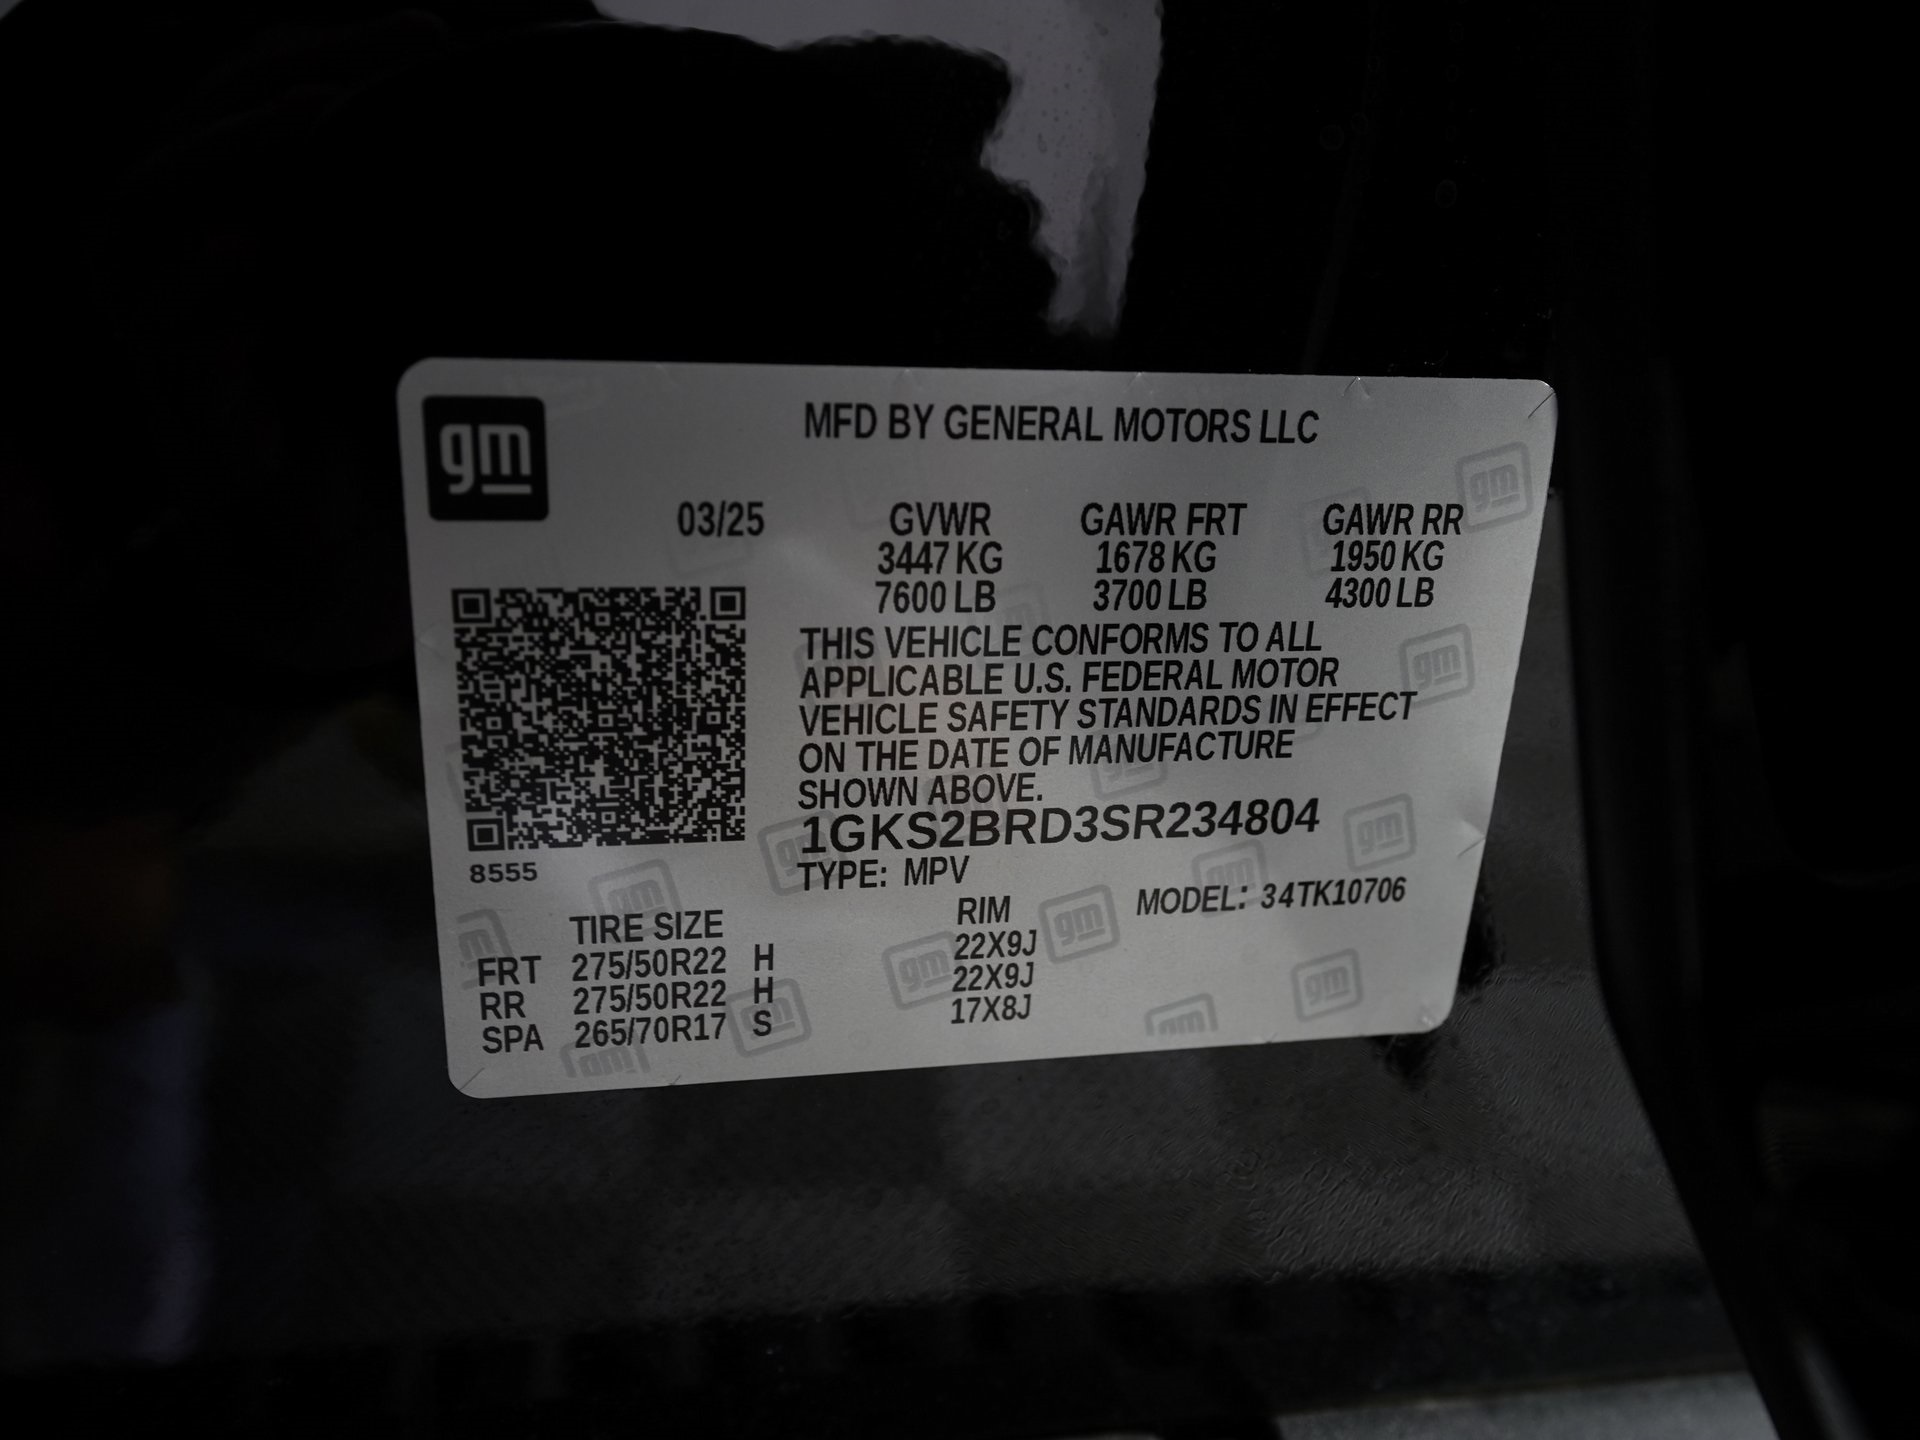 gm
MFD BY GENERAL MOTORS LLC
03/25 GVWR GAWR FRT GAWR RR
3447 KG 1678 KG 1950 KG
7600 LB 3700 LB 4300 LB
THIS VEHICLE CONFORMS TO ALL
APPLICABLE U.S. FEDERAL MOTOR
VEHICLE SAFETY STANDARDS IN EFFECT
ON THE DATE OF MANUFACTURE
SHOWN ABOVE.
1GKS2BRD3SR234804
8555
TYPE: MPV
MODEL: 34TK10706
TIRE SIZE RIM
FRT 275/50R22 H 22X9J
RR 275/50R22 H 22X9J
SPA 265/70R17 S 17X8J